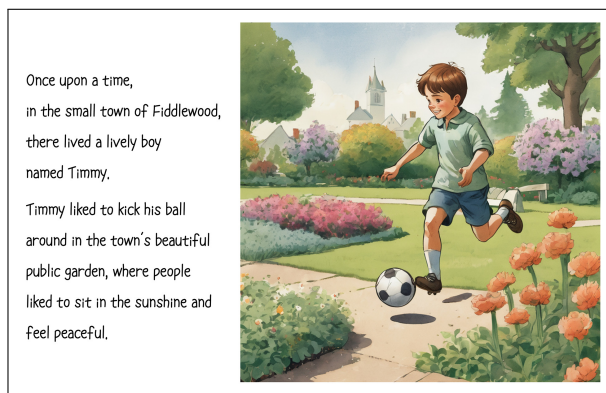 Once upon a time,
in the small town of Fiddlewood,
there lived a lively boy
named Timmy.
Timmy liked to kick his ball
around in the town's beautiful
public garden, where people
liked to sit in the sunshine and
feel peaceful.